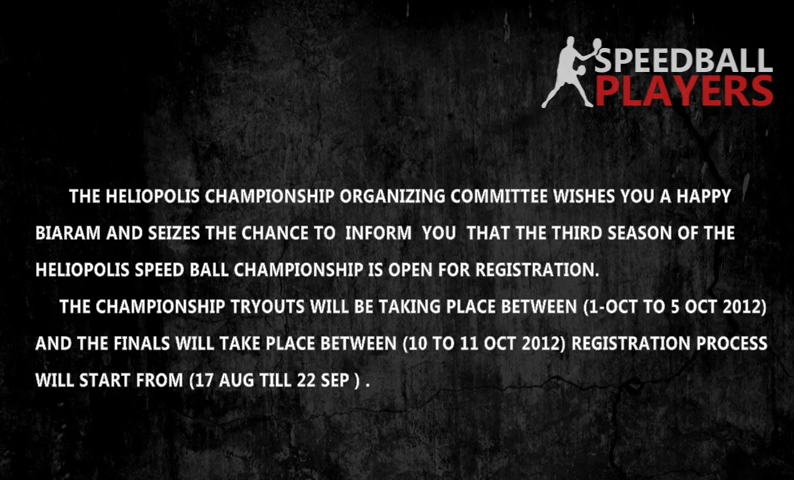 SPEEDBALL
PLAYERS
THE HELIOPOLIS CHAMPIONSHIP ORGANIZING COMMITTEE WISHES YOU A HAPPY
BIARAM AND SEIZES THE CHANCE TO INFORM YOU THAT THE THIRD SEASON OF THE
HELIOPOLIS SPEED BALL CHAMPIONSHIP IS OPEN FOR REGISTRATION.
THE CHAMPIONSHIP TRYOUTS WILL BE TAKING PLACE BETWEEN (1-OCT TO 5 OCT 2012)
AND THE FINALS WILL TAKE PLACE BETWEEN (10 TO 11 OCT 2012) REGISTRATION PROCESS
WILL START FROM (17 AUG TILL 22 SEP ) .